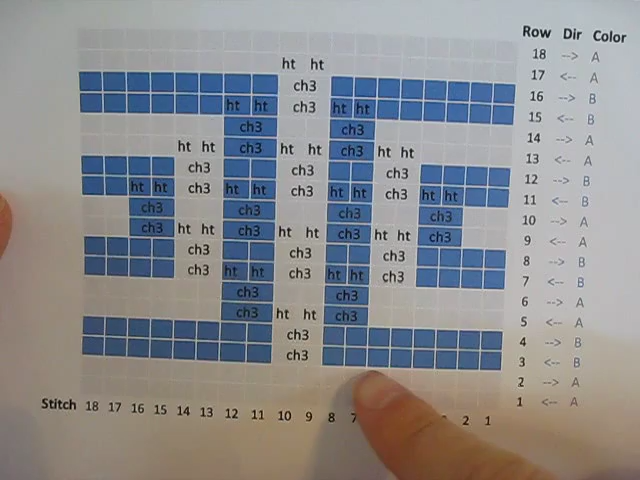 Row Dir Color
18 --> A
ht ht 17 <-- A
ch3 16 --> B
ht ht ch3 ht ht 15 <-- B
ch3 ch3 14 --> A
ht ht ch3 ht ht ch3 ht ht 13 <-- A
ch3 ch3 ch3 12 --> B
ht ht ch3 ht ht ch3 ht ht ch3 ht ht 11 <-- B
ch3 ch3 ch3 ch3 10 --> A
ch3 ht ht ch3 ht ht ch3 ht ht ch3 9 <-- A
ch3 ch3 ch3 8 --> B
ch3 ht ht ch3 ht ht ch3 7 <-- B
ch3 ch3 6 --> A
ch3 ht ht ch3 5 <-- A
ch3 4 --> B
ch3 3 <-- B
2 --> A
1 <-- A
Stitch 18 17 16 15 14 13 12 11 10 9 8 7 2 1